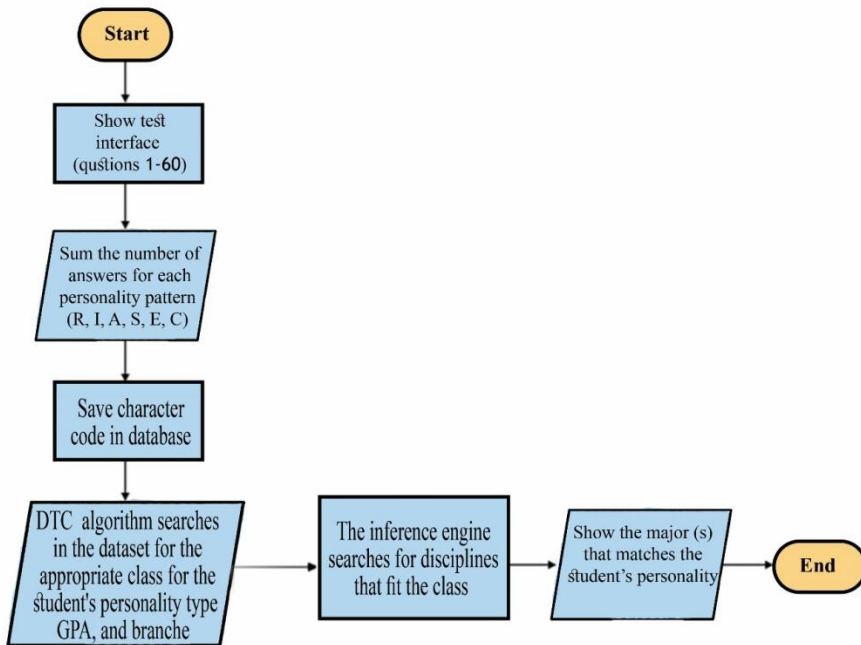 Start
Show test
interface
(qustions 1-60)
Sum the number of
answers for each
personality pattern
(R, I, A, S, E, C)
Save character
code in database
DTC algorithm searches
in the dataset for the
appropriate class for the
student's personality type
GPA, and branche
The inference engine
searches for disciplines
that fit the class
Show the major (s)
that matches the
student's personality
End